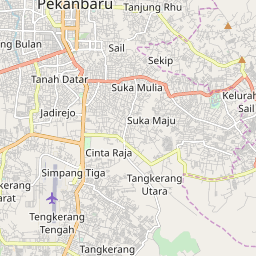 Pekanbaru
Tanjung Rhu
ng Bulan
Sail
Sekip
Tanah Datar
Suka Mulia
Kelurah
Sail
Jadirejo
Suka Maju
Cinta Raja
Simpang Tiga
Tangkerang
Utara
ngkerang
arat
Tengkerang
Tengah
Tangkerang